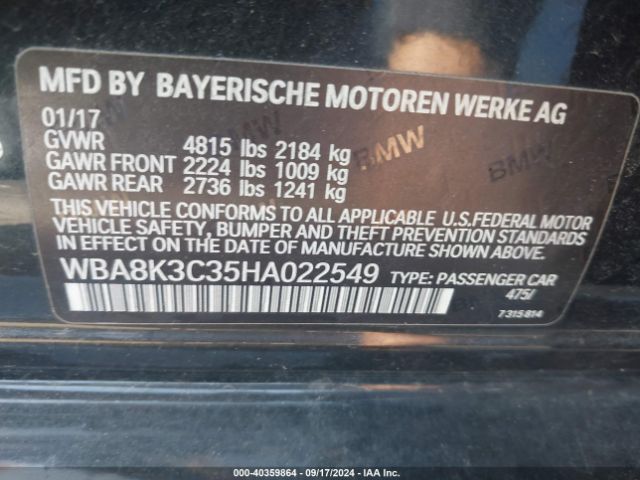 MFD BY BAYERISCHE MOTOREN WERKE AG
01/17
GVWR 4815 lbs 2184 kg
GAWR FRONT 2224 lbs 1009 kg
GAWR REAR 2736 lbs 1241 kg
BMW BMW
THIS VEHICLE CONFORMS TO ALL APPLICABLE U.S.FEDERAL MOTOR
VEHICLE SAFETY, BUMPER AND THEFT PREVENTION STANDARDS
IN EFFECT ON THE DATE OF MANUFACTURE SHOWN ABOVE.
WBA8K3C35HA022549 TYPE: PASSENGER CAR
475/
7315814
000-40359864 - 09/17/2024 - IAA Inc.